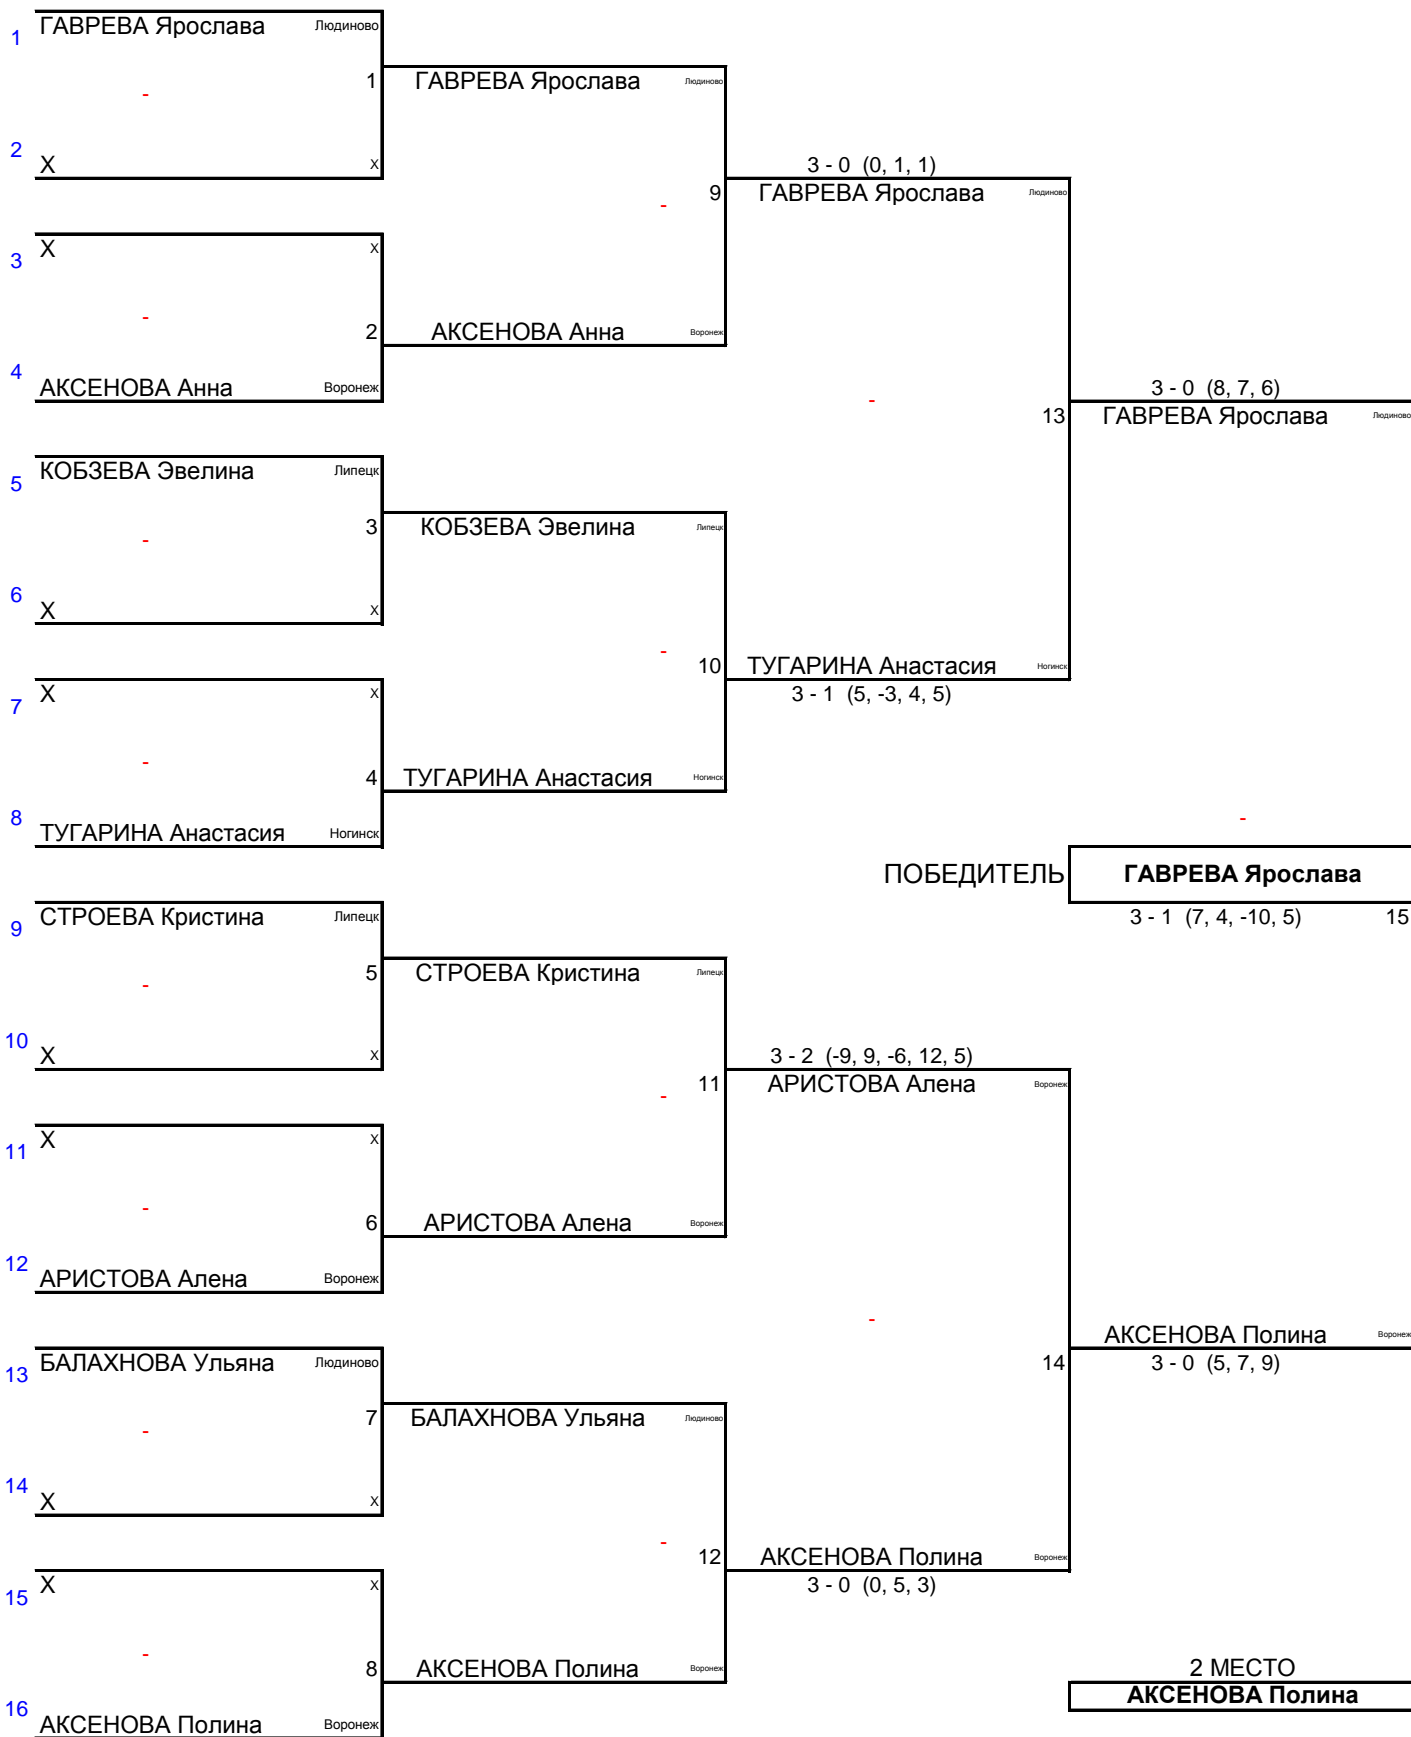 1 ГАВРЕВА Ярослава Людиново
1 ГАВРЕВА Ярослава Людиново
-
2 X X
3 - 0 (0, 1, 1)
9 ГАВРЕВА Ярослава Людиново
-
3 X X
-
2 АКСЕНОВА Анна Воронеж
4 АКСЕНОВА Анна Воронеж
3 - 0 (8, 7, 6)
-
13 ГАВРЕВА Ярослава Людиново
5 КОБЗЕВА Эвелина Липецк
3 КОБЗЕВА Эвелина Липецк
-
6 X X
-
10 ТУГАРИНА Анастасия Ногинск
3 - 1 (5, -3, 4, 5)
7 X X
-
4 ТУГАРИНА Анастасия Ногинск
8 ТУГАРИНА Анастасия Ногинск
-
ПОБЕДИТЕЛЬ ГАВРЕВА Ярослава
3 - 1 (7, 4, -10, 5) 15
9 СТРОЕВА Кристина Липецк
5 СТРОЕВА Кристина Липецк
-
10 X X
3 - 2 (-9, 9, -6, 12, 5)
11 АРИСТОВА Алена Воронеж
-
11 X X
-
6 АРИСТОВА Алена Воронеж
12 АРИСТОВА Алена Воронеж
-
АКСЕНОВА Полина Воронеж
14 3 - 0 (5, 7, 9)
13 БАЛАХНОВА Ульяна Людиново
7 БАЛАХНОВА Ульяна Людиново
-
14 X X
-
12 АКСЕНОВА Полина Воронеж
3 - 0 (0, 5, 3)
15 X X
-
8 АКСЕНОВА Полина Воронеж
2 МЕСТО
АКСЕНОВА Полина
16 АКСЕНОВА Полина Воронеж